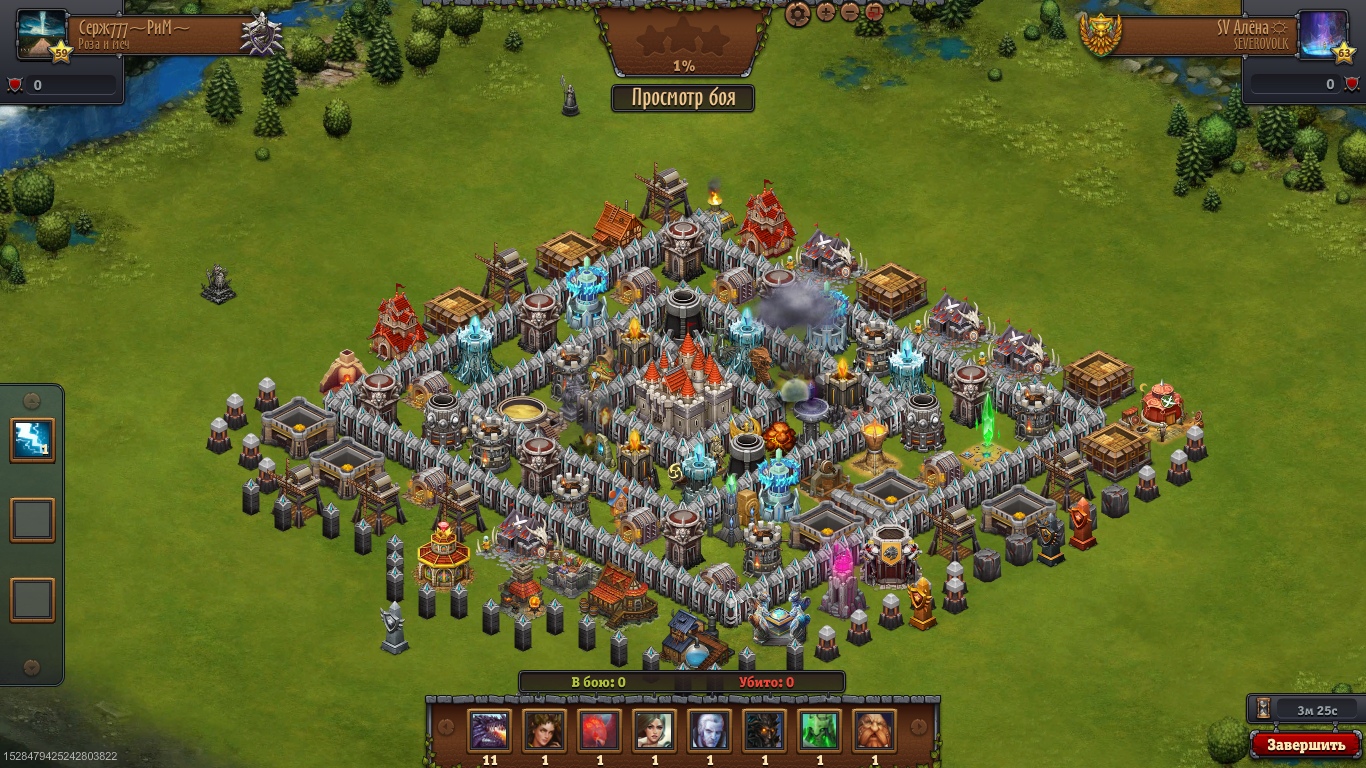 Серж777~РиМ~
Роза и меч
59
0
1%
Просмотр боя
SV Алёна
SEVEROVOLK
63
0
1
В бою: 0
Убито: 0
11
1
1
1
1
1
1
1
3м 25с
Завершить
1528479425242803822